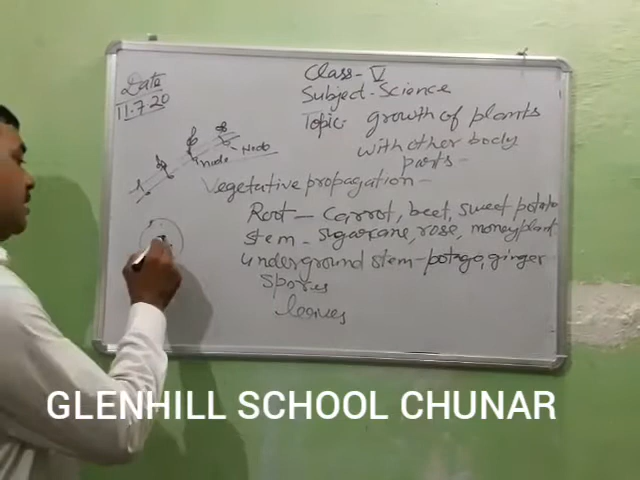 Date
11.7.20
Class - V
Subject - Science
Topic: growth of plants
with other body
parts -
Node
Node
Vegetative propagation -
Root - Carrot, beet, sweet potato
stem - sugarcane, rose, moneyplant
underground stem - potato, ginger
spores
leaves
GLENHILL SCHOOL CHUNAR